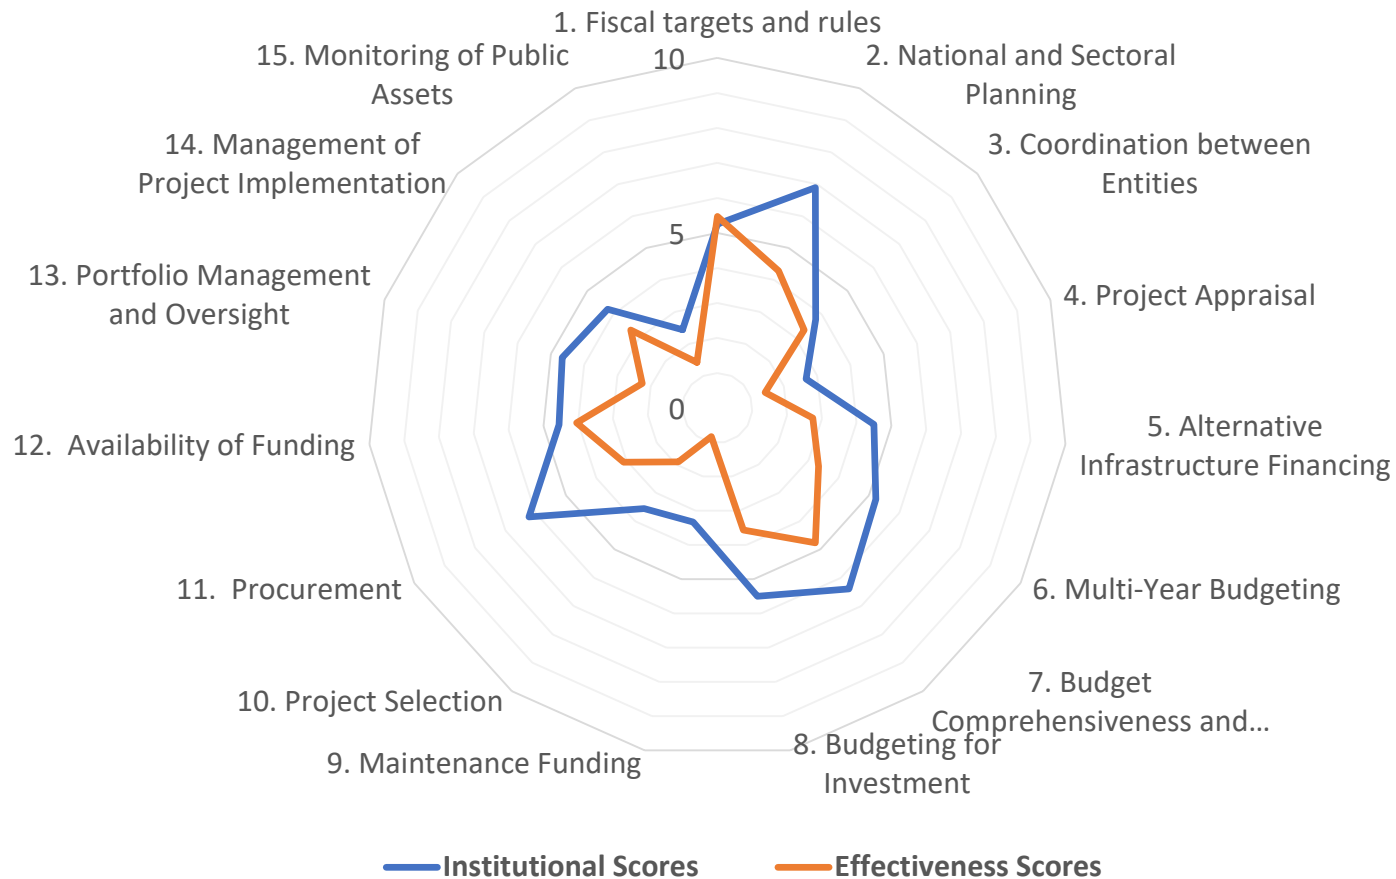 1. Fiscal targets and rules
2. National and Sectoral
Planning
3. Coordination between
Entities
4. Project Appraisal
5. Alternative
Infrastructure Financing
6. Multi-Year Budgeting
7. Budget
Comprehensiveness and…
8. Budgeting for
Investment
9. Maintenance Funding
10. Project Selection
11.  Procurement
12.  Availability of Funding
13. Portfolio Management
and Oversight
14. Management of
Project Implementation
15. Monitoring of Public
Assets
10
5
0
Institutional Scores
Effectiveness Scores